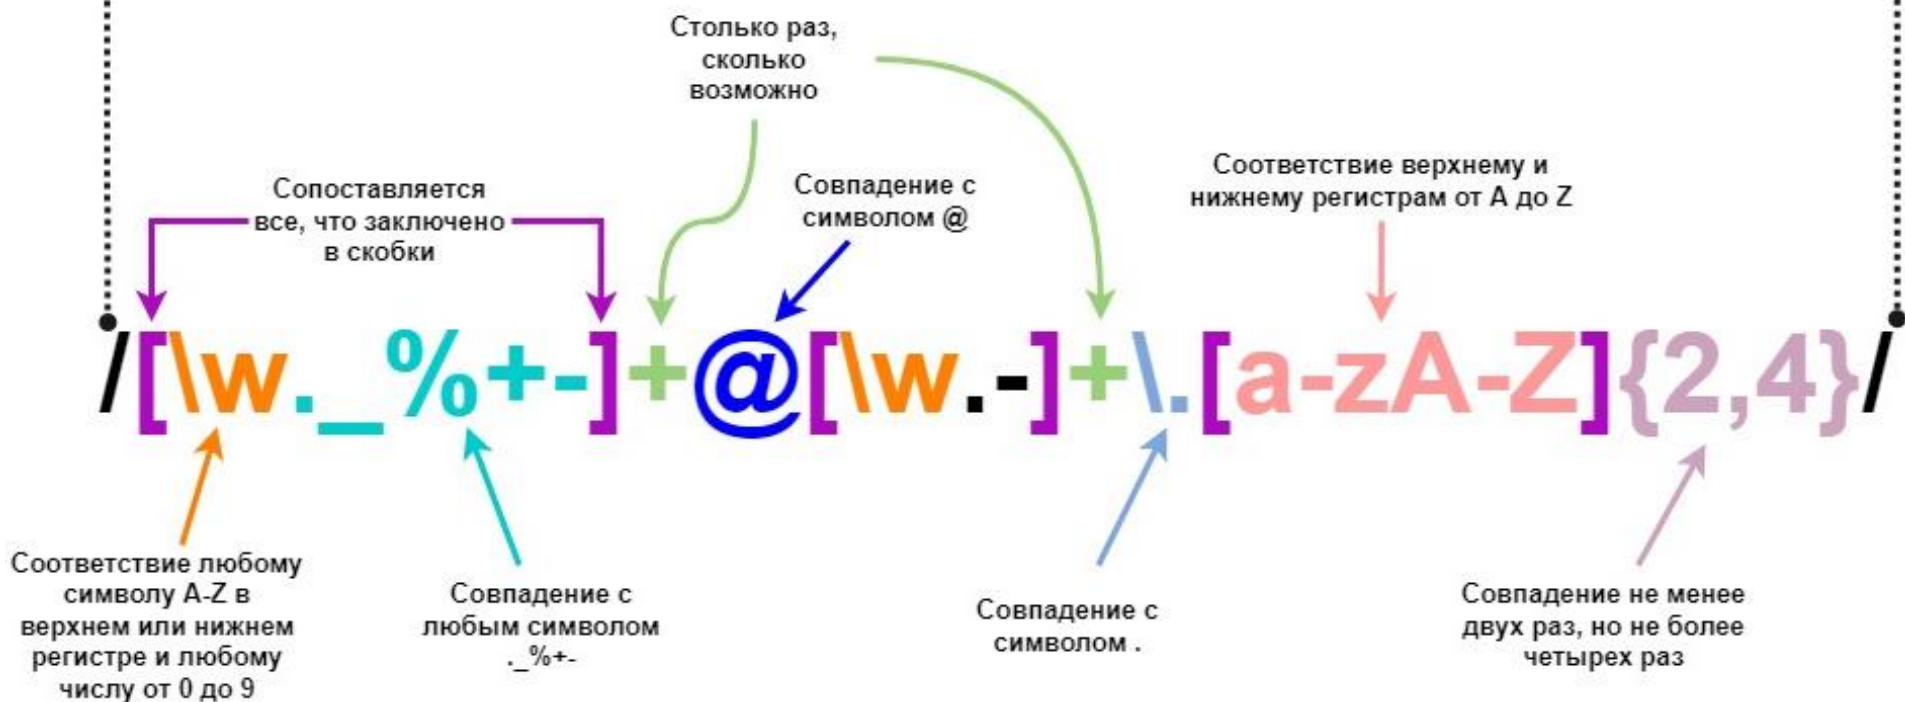 Столько раз,
сколько
возможно
Сопоставляется
все, что заключено
в скобки
Совпадение с
символом @
Соответствие верхнему и
нижнему регистрам от A до Z
/[\w._%+-]+@[\w.-]+\.[a-zA-Z]{2,4}/
Соответствие любому
символу A-Z в
верхнем или нижнем
регистре и любому
числу от 0 до 9
Совпадение с
любым символом
._%+-
Совпадение с
символом .
Совпадение не менее
двух раз, но не более
четырех раз